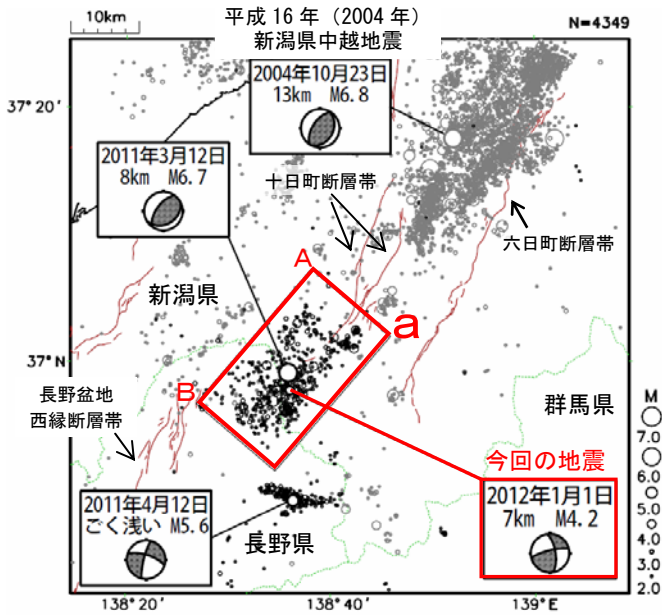 10km
平成 16 年（2004 年）
新潟県中越地震
N=4349
37°20′
2004年10月23日
13km M6.8
2011年3月12日
8km M6.7
十日町断層帯
六日町断層帯
新潟県
A
a
37°N
B
長野盆地
西縁断層帯
群馬県
今回の地震
M
7.0
6.0
5.0
4.0
3.0
2.0
2011年4月12日
ごく浅い M5.6
長野県
2012年1月1日
7km M4.2
138°20′
138°40′
139°E